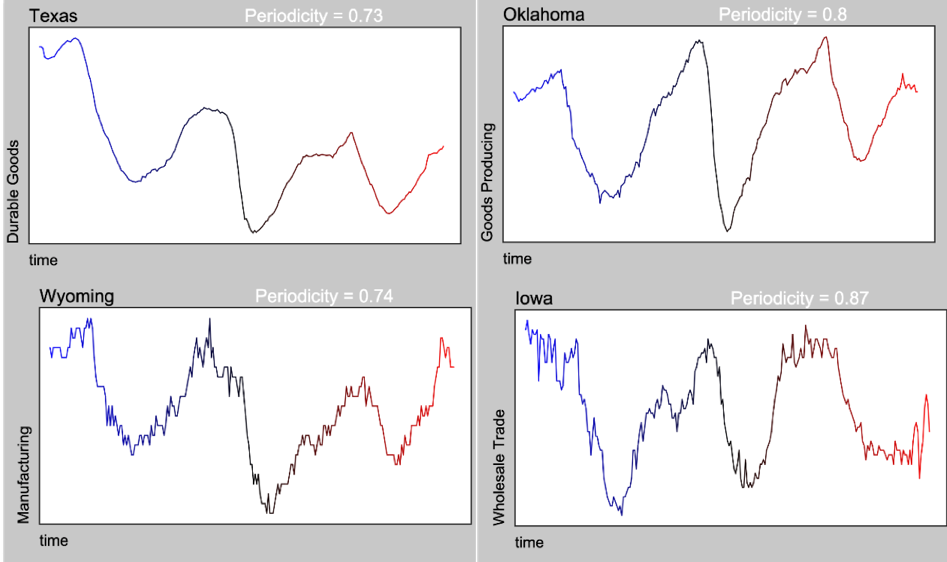 Texas
Periodicity = 0.73
Durable Goods
time
Oklahoma
Periodicity = 0.8
Goods Producing
time
Wyoming
Periodicity = 0.74
Manufacturing
time
Iowa
Periodicity = 0.87
Wholesale Trade
time